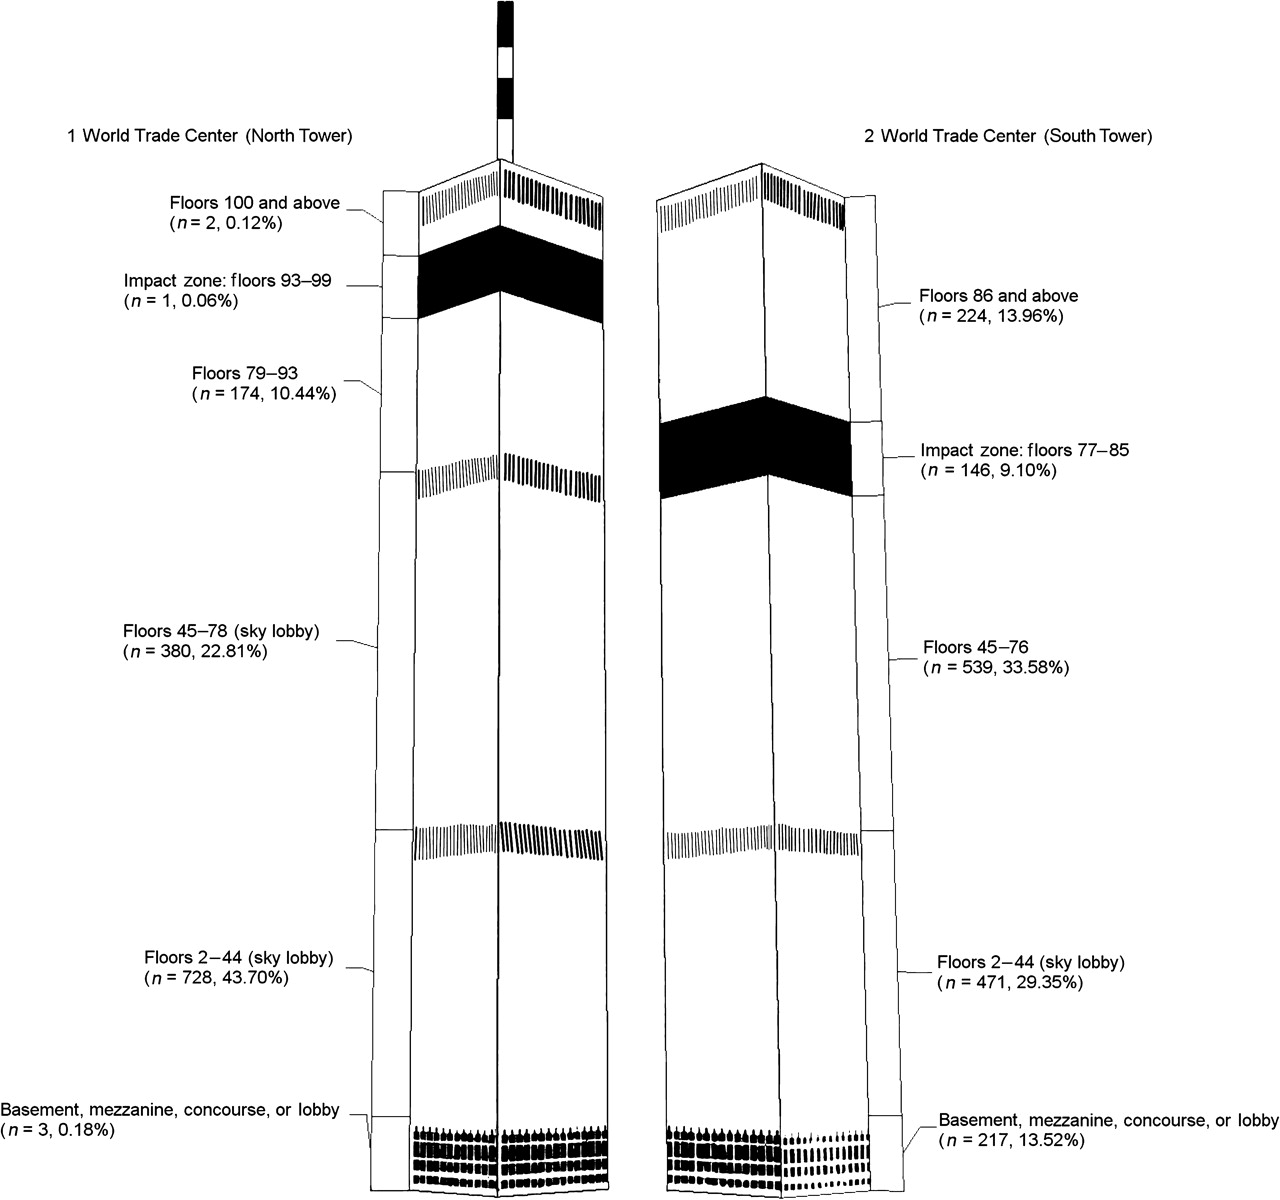 1 World Trade Center (North Tower)
Floors 100 and above
(n = 2, 0.12%)
Impact zone: floors 93–99
(n = 1, 0.06%)
Floors 79–93
(n = 174, 10.44%)
Floors 45–78 (sky lobby)
(n = 380, 22.81%)
Floors 2–44 (sky lobby)
(n = 728, 43.70%)
Basement, mezzanine, concourse, or lobby
(n = 3, 0.18%)
2 World Trade Center (South Tower)
Floors 86 and above
(n = 224, 13.96%)
Impact zone: floors 77–85
(n = 146, 9.10%)
Floors 45–76
(n = 539, 33.58%)
Floors 2–44 (sky lobby)
(n = 471, 29.35%)
Basement, mezzanine, concourse, or lobby
(n = 217, 13.52%)